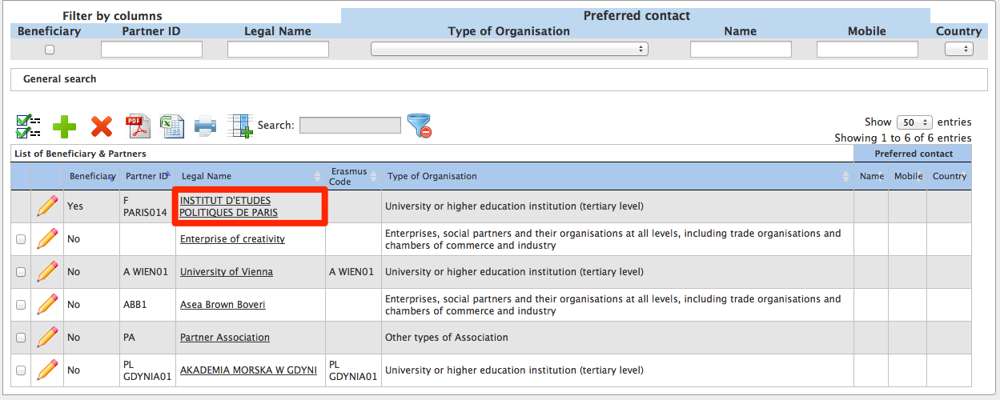 Filter by columns
Preferred contact
Beneficiary Partner ID Legal Name Type of Organisation Name Mobile Country
General search
PDF
Search:
Show 50 entries
Showing 1 to 6 of 6 entries
List of Beneficiary & Partners Preferred contact
Beneficiary Partner ID Legal Name Erasmus Code Type of Organisation Name Mobile Country
Yes F PARIS014 INSTITUT D'ETUDES POLITIQUES DE PARIS University or higher education institution (tertiary level)
No Enterprise of creativity Enterprises, social partners and their organisations at all levels, including trade organisations and chambers of commerce and industry
No A WIEN01 University of Vienna A WIEN01 University or higher education institution (tertiary level)
No ABB1 Asea Brown Boveri Enterprises, social partners and their organisations at all levels, including trade organisations and chambers of commerce and industry
No PA Partner Association Other types of Association
No PL GDYNIA01 AKADEMIA MORSKA W GDYNI PL GDYNIA01 University or higher education institution (tertiary level)